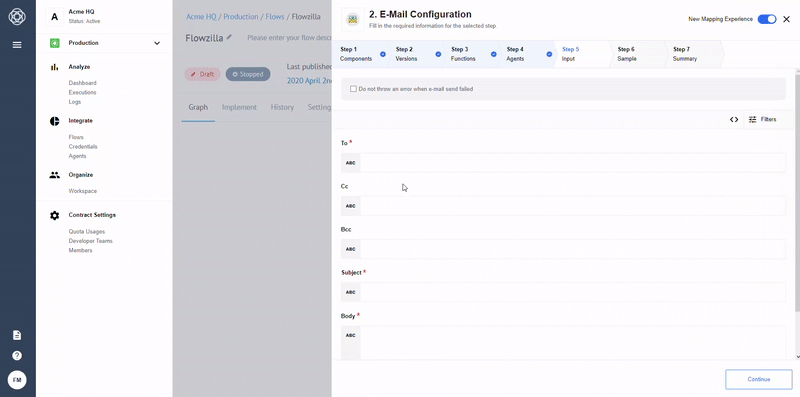 A
Acme HQ
Status: Active
Production
Analyze
Dashboard
Executions
Logs
Integrate
Flows
Credentials
Agents
Organize
Workspace
Contract Settings
Quota Usages
Developer Teams
Members
FM
Acme HQ / Production / Flows / Flowzilla
Flowzilla
Please enter your flow descr
Draft
Stopped
Last published
2020 April 2nd
Graph
Implement
History
Settings
2. E-Mail Configuration
Fill in the required information for the selected step.
New Mapping Experience
Step 1
Components
Step 2
Versions
Step 3
Functions
Step 4
Agents
Step 5
Input
Step 6
Sample
Step 7
Summary
Do not throw an error when e-mail send failed
Filters
To *
ABC
Cc
ABC
Bcc
ABC
Subject *
ABC
Body *
ABC
Continue